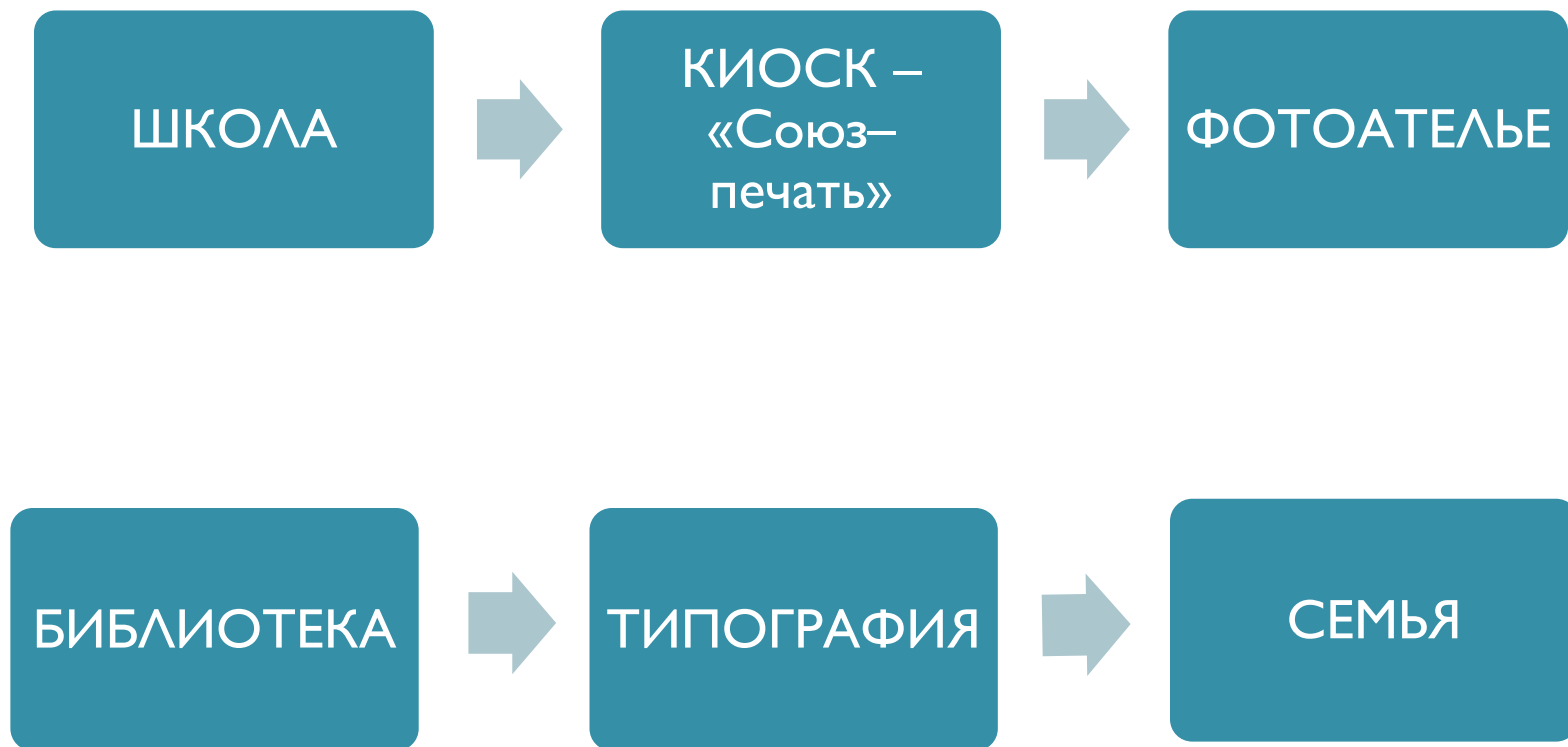 ШКОЛА
КИОСК –
«Союз–
печать»
ФОТОАТЕЛЬЕ
БИБЛИОТЕКА
ТИПОГРАФИЯ
СЕМЬЯ